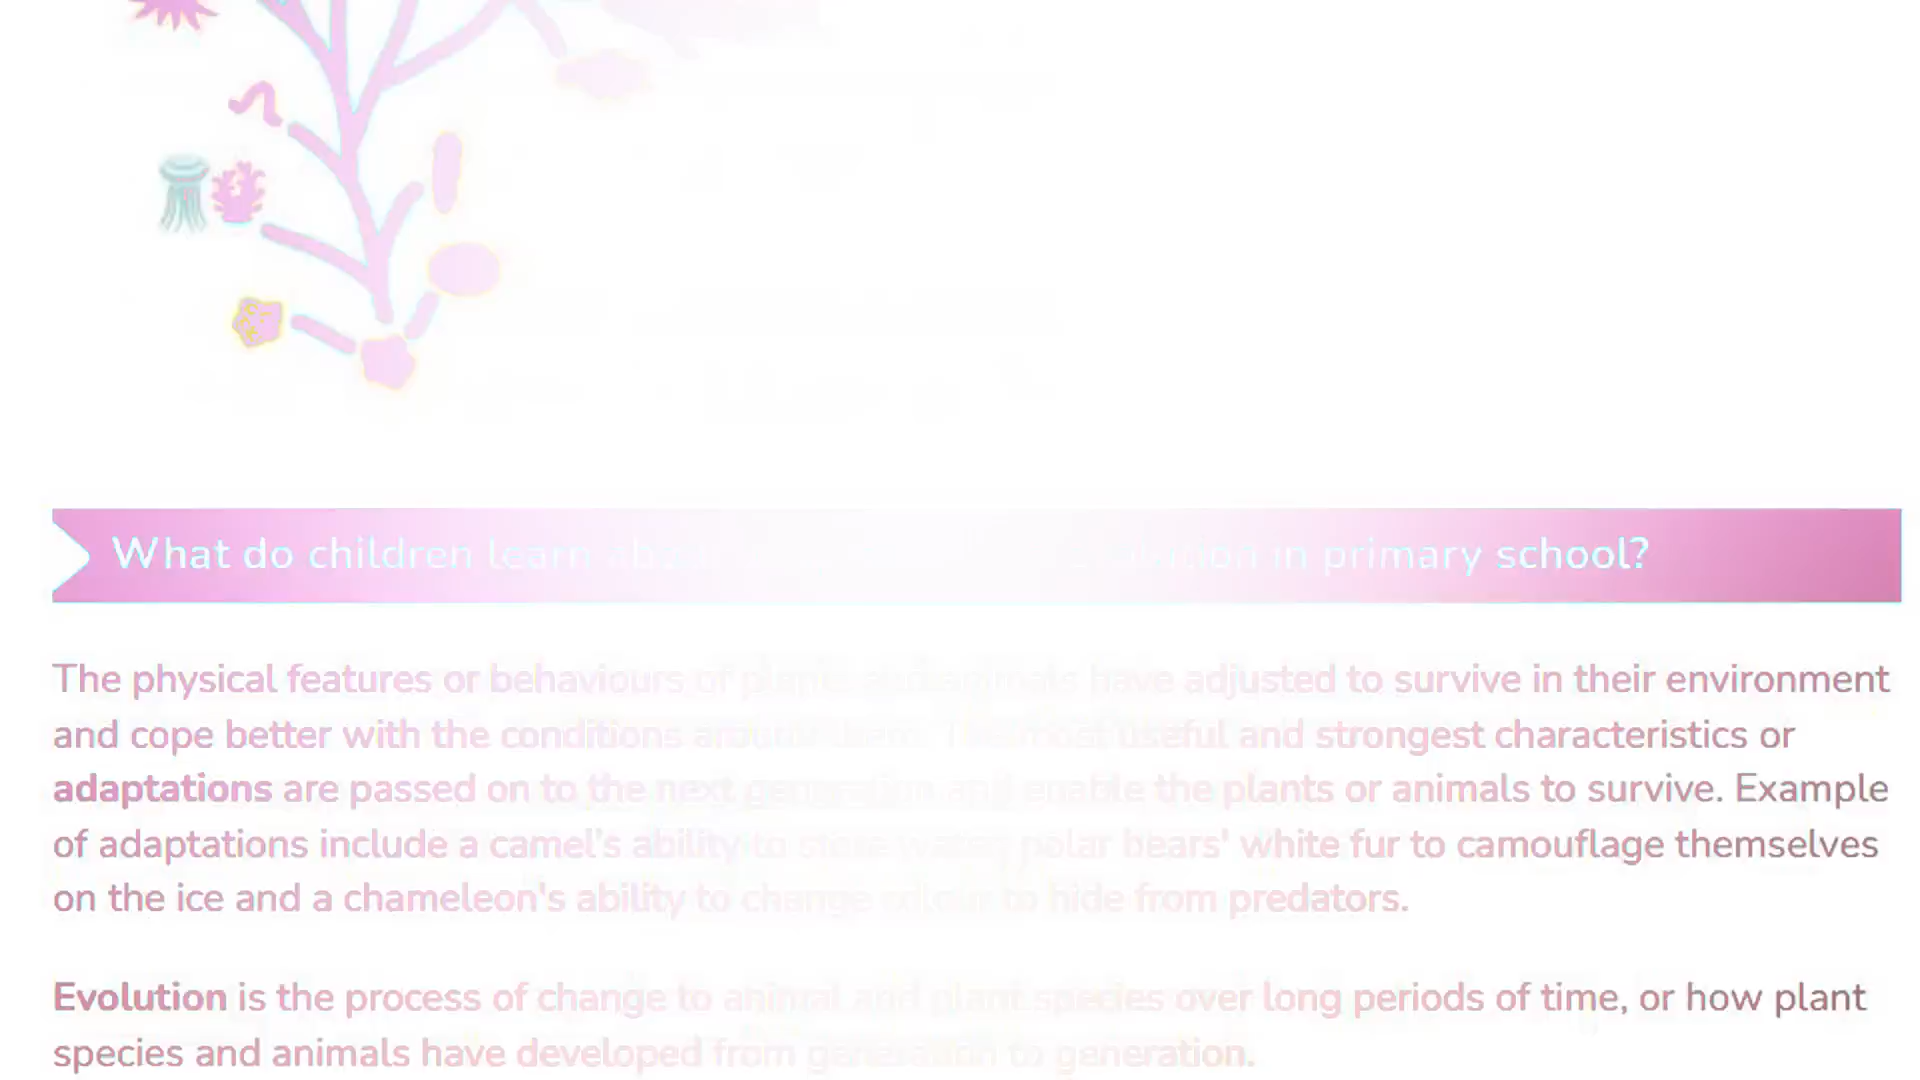 What do children learn about evolution in primary school?
The physical features or behaviours of plants and animals have adjusted to survive in their environment
and cope better with the conditions around them. The most useful and strongest characteristics or
adaptations are passed on to the next generation and enable the plants or animals to survive. Example
of adaptations include a camel's ability to store water, polar bears' white fur to camouflage themselves
on the ice and a chameleon's ability to change colour to hide from predators.
Evolution is the process of change to animal and plant species over long periods of time, or how plant
species and animals have developed from generation to generation.